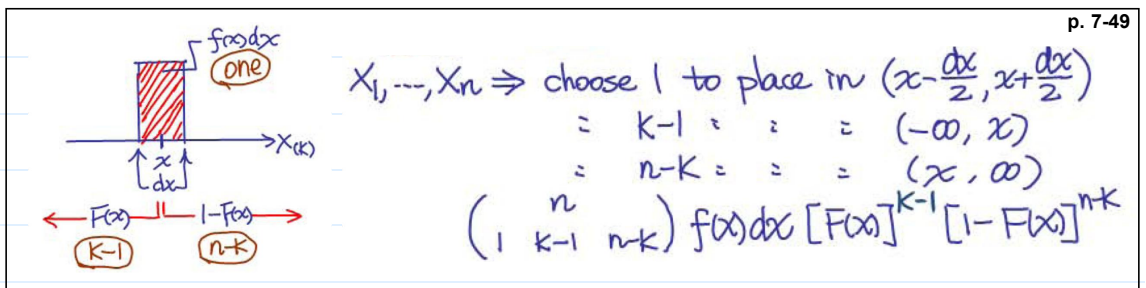 p. 7-49
f(x)dx
one
X₁, ---, Xn ⇒ choose 1 to place in (x-dx/2, x+dx/2)
: k-1 : : : (-∞, x)
: n-k : : : (x, ∞)
X(k)
x
dx
F(x) 1-F(x)
k-1 n-k
(n
1 k-1 n-k) f(x)dx [F(x)]^k-1 [1-F(x)]^n-k